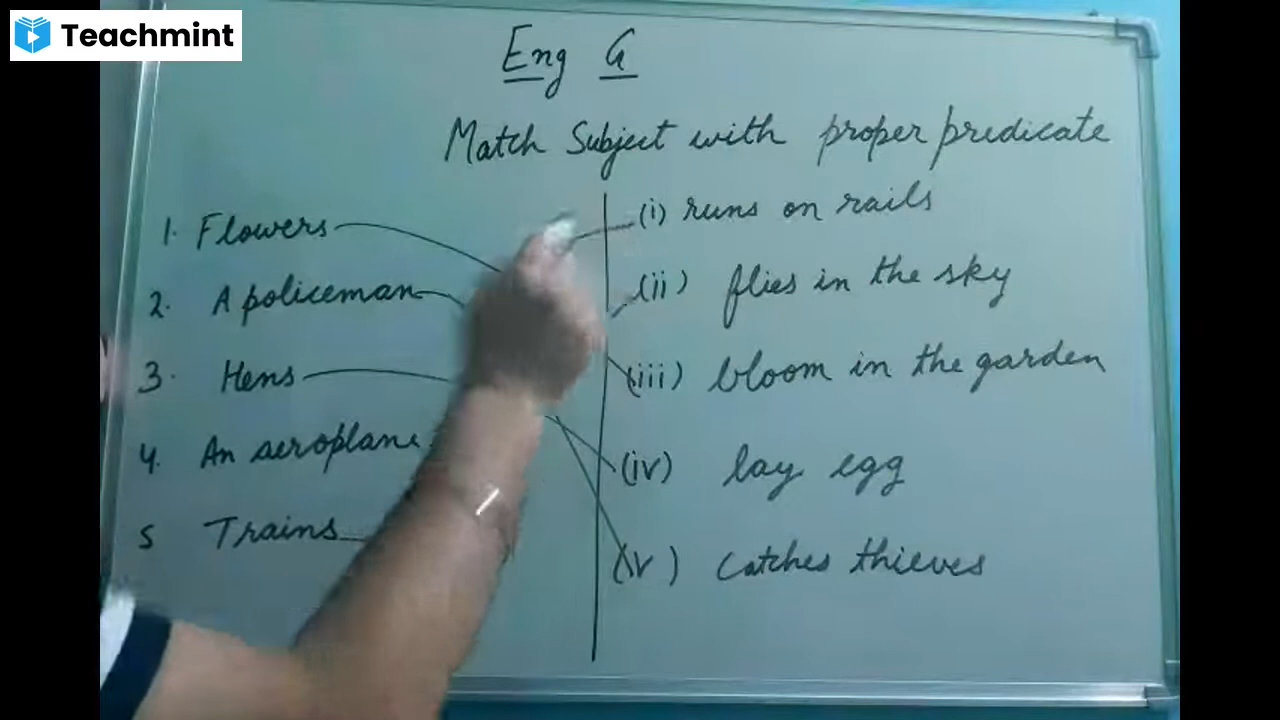 Teachmint
Eng G
Match Subject with proper predicate
1. Flowers
(i) runs on rails
2. A policeman
(ii) flies in the sky
3. Hens
(iii) bloom in the garden
4. An aeroplane
(iv) lay egg
5 Trains
(v) catches thieves